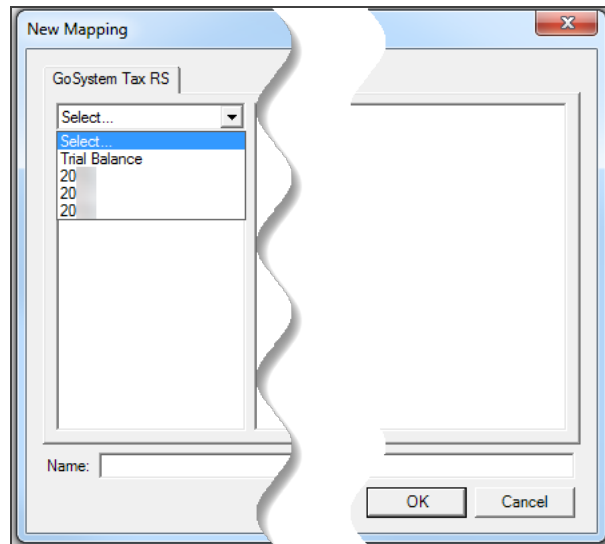 New Mapping
GoSystem Tax RS
Select...
Select...
Trial Balance
20
20
20
Name:
OK
Cancel